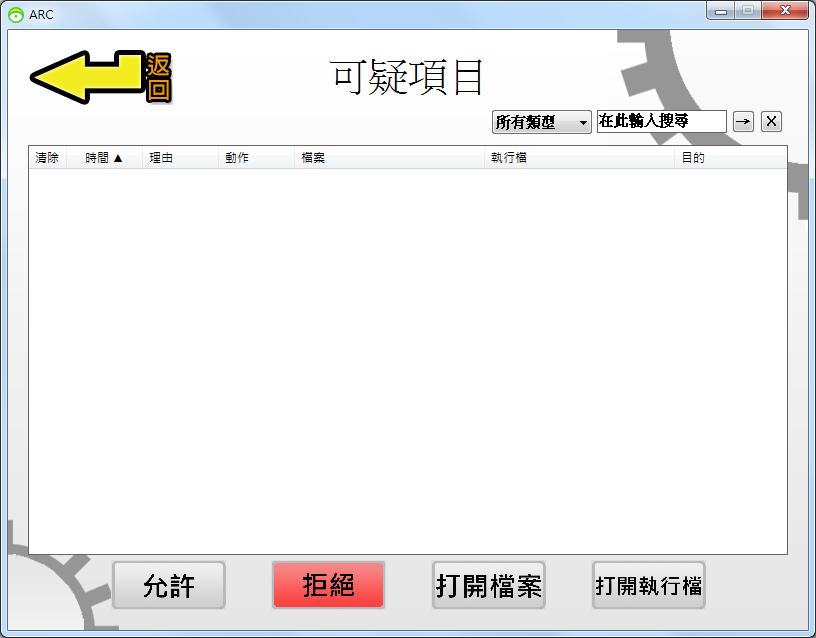 ARC
返回
可疑項目
所有類型 在此輸入搜尋
清除 時間 ▲ 理由 動作 檔案 執行檔 目的
允許 拒絕 打開檔案 打開執行檔